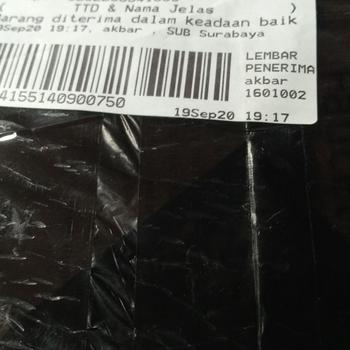 ( TTD & Nama Jelas )
Barang diterima dalam keadaan baik
19Sep20 19:17, akbar , SUB Surabaya
LEMBAR
PENERIMA
akbar
1601002
4155140900750
19Sep20 19:17